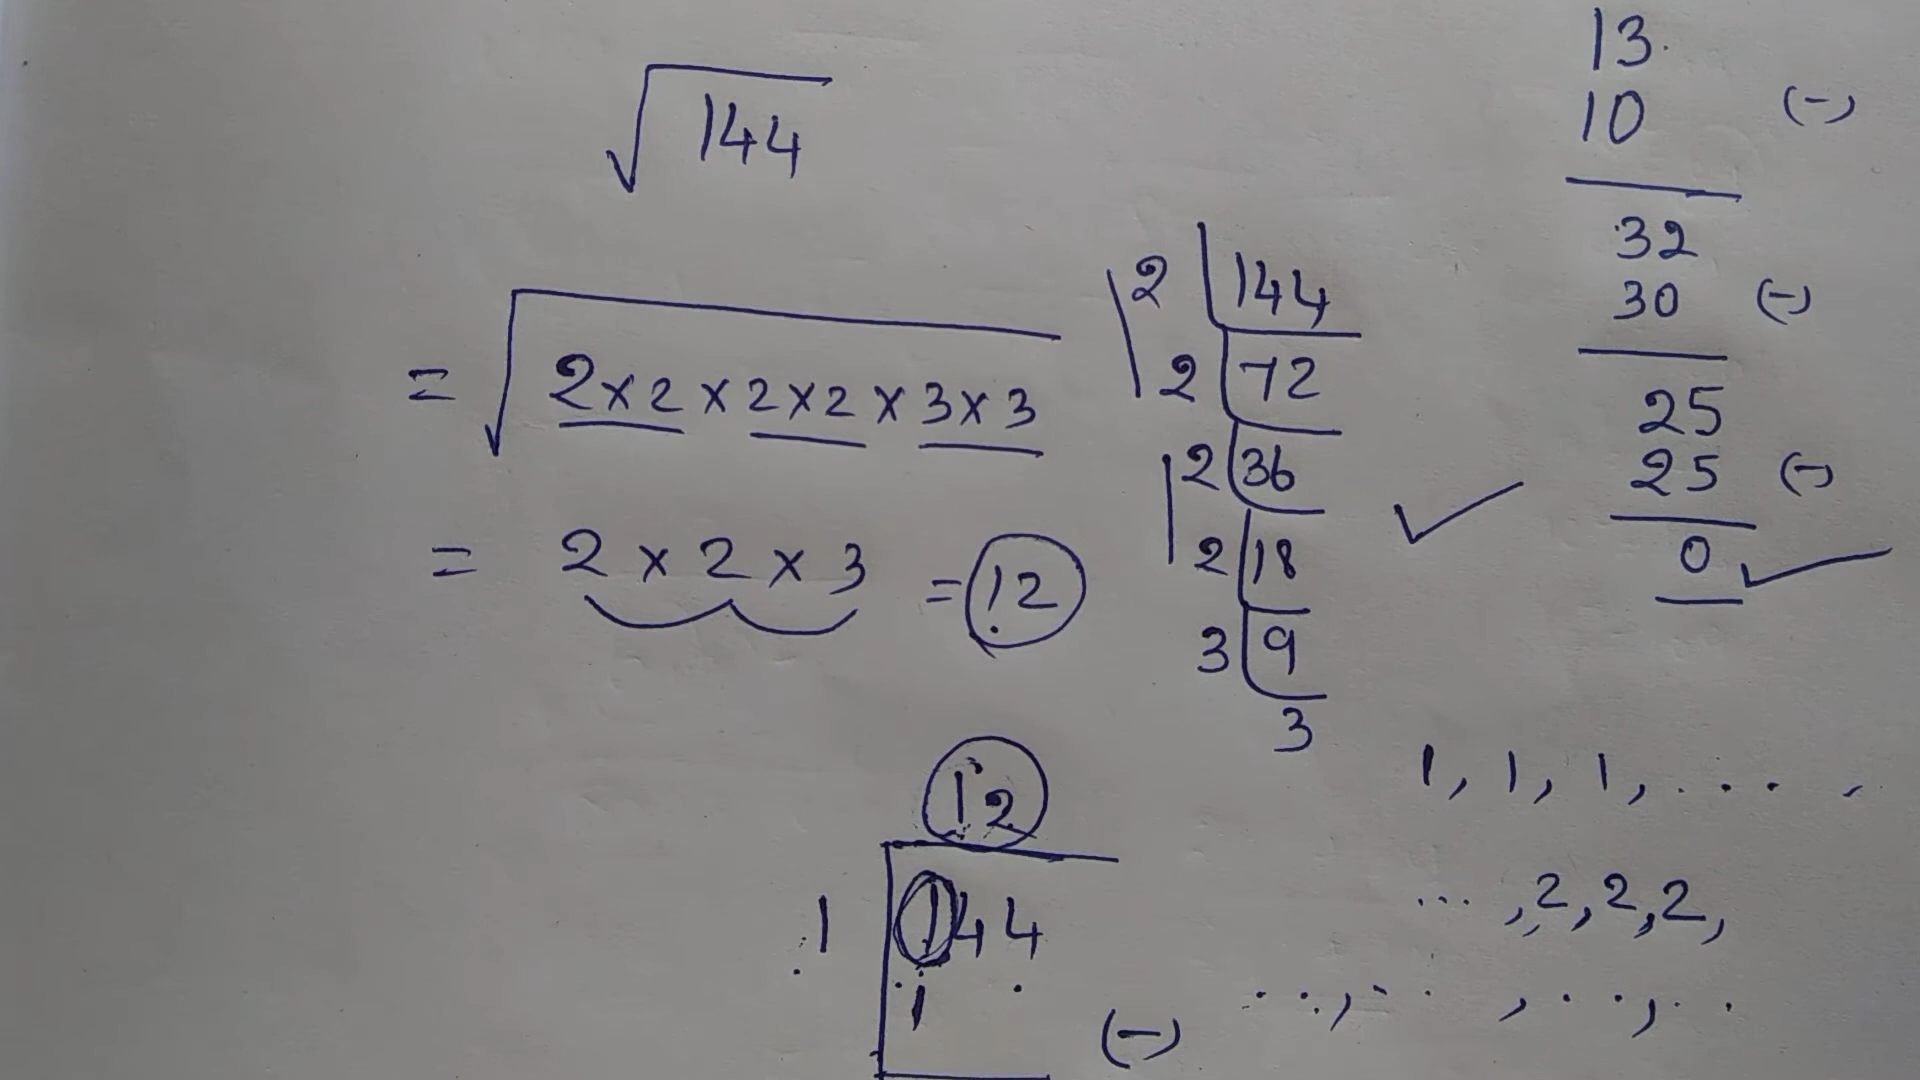 √144
= √2×2×2×2×3×3
= 2×2×3 = 12
2 | 144
2 | 72
2 | 36
2 | 18
3 | 9
3
13
10 (-)
32
30 (-)
25
25 (-)
0
12
1 | 144
1 (-)
1, 1, 1, . . . .
... , 2, 2, 2,
. . , . . , . . , . .